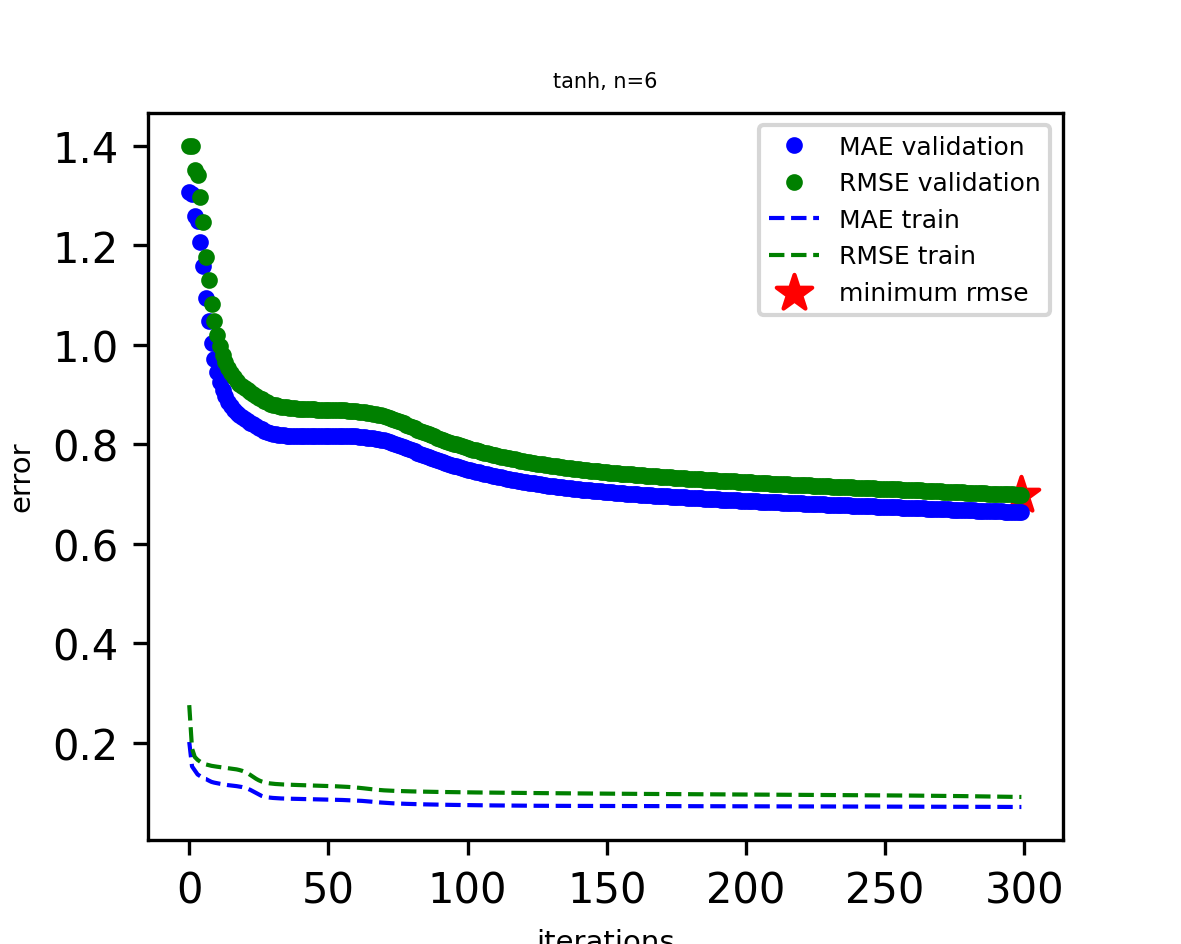 tanh, n=6
1.4
1.2
1.0
0.8
0.6
0.4
0.2
error
MAE validation
RMSE validation
MAE train
RMSE train
minimum rmse
0 50 100 150 200 250 300
iterations